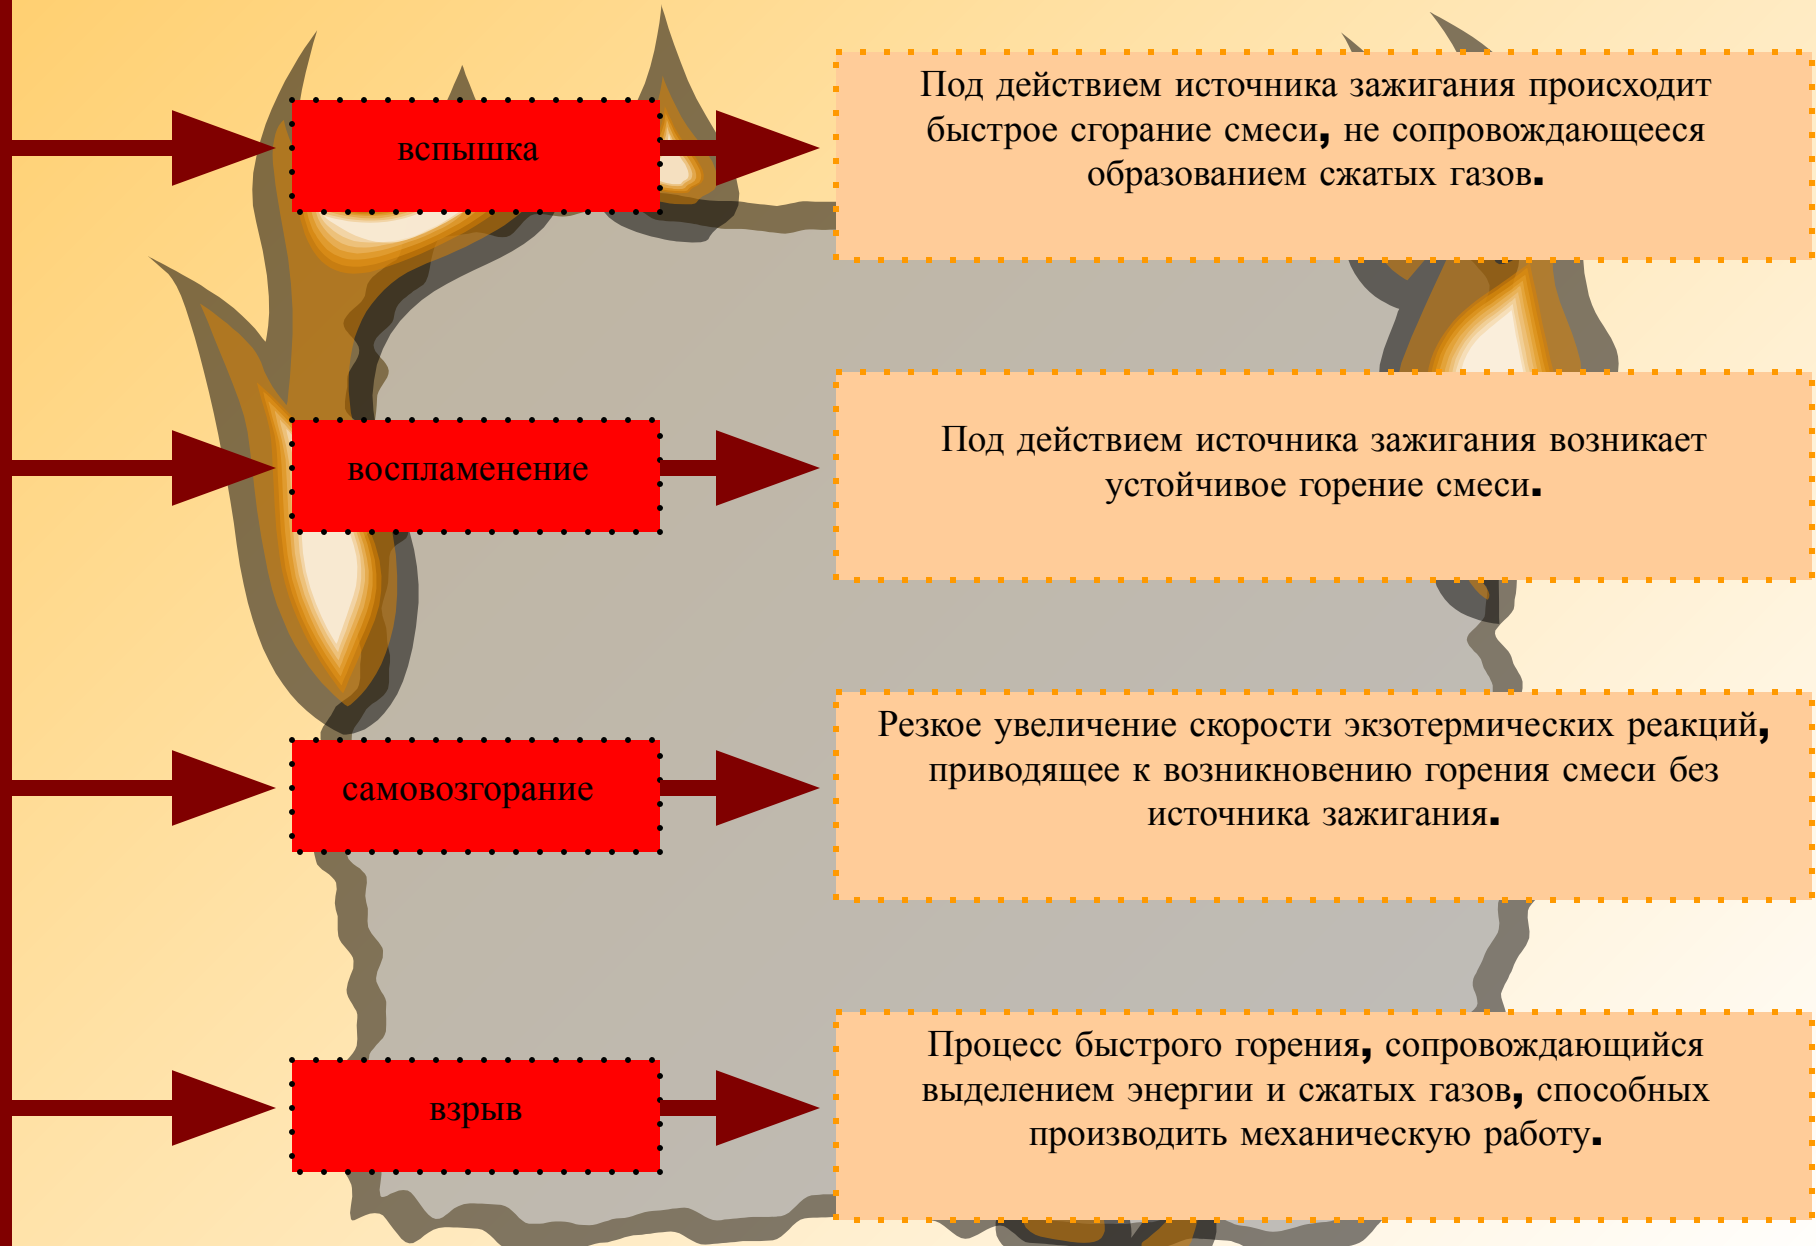 вспышка
Под действием источника зажигания происходит
быстрое сгорание смеси, не сопровождающееся
образованием сжатых газов.
воспламенение
Под действием источника зажигания возникает
устойчивое горение смеси.
самовозгорание
Резкое увеличение скорости экзотермических реакций,
приводящее к возникновению горения смеси без
источника зажигания.
взрыв
Процесс быстрого горения, сопровождающийся
выделением энергии и сжатых газов, способных
производить механическую работу.